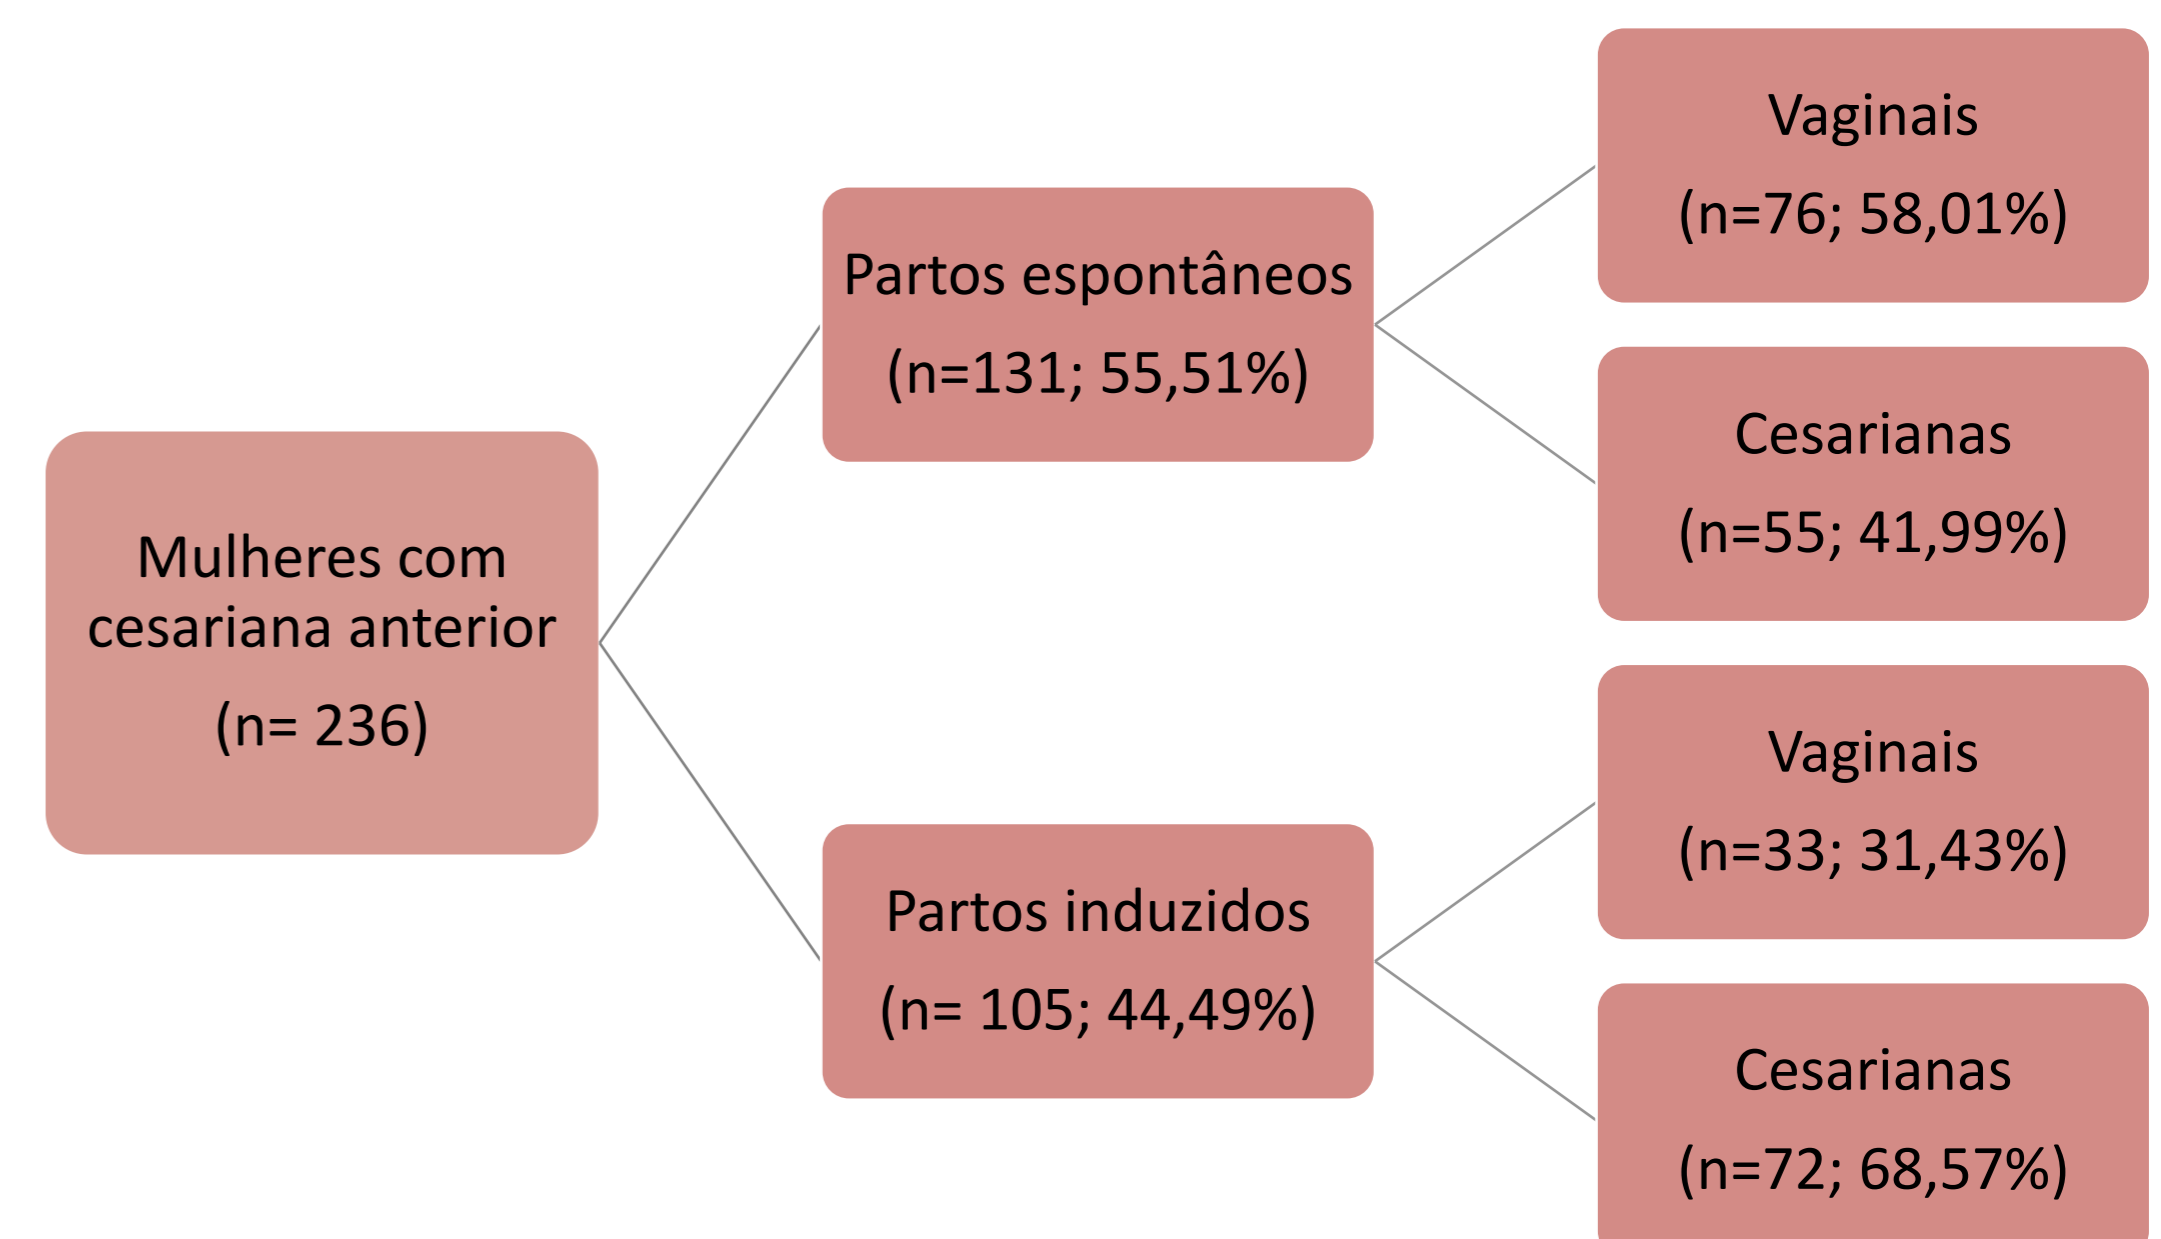 Mulheres com
cesariana anterior
(n= 236)
Partos espontâneos
(n=131; 55,51%)
Vaginais
(n=76; 58,01%)
Cesarianas
(n=55; 41,99%)
Partos induzidos
(n= 105; 44,49%)
Vaginais
(n=33; 31,43%)
Cesarianas
(n=72; 68,57%)